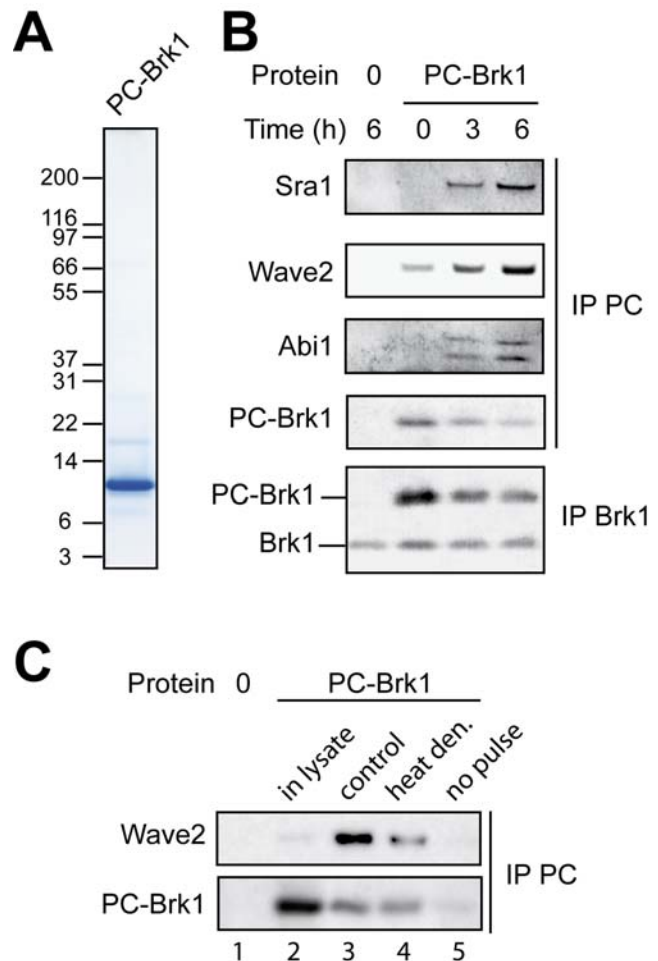 A
PC-Brk1
200
116
97
66
55
37
31
22
14
6
3
B
Protein 0 PC-Brk1
Time (h) 6 0 3 6
Sra1
Wave2
Abi1
PC-Brk1
IP PC
PC-Brk1
Brk1
IP Brk1
C
Protein 0 PC-Brk1
in lysate control heat den. no pulse
Wave2
PC-Brk1
IP PC
1 2 3 4 5